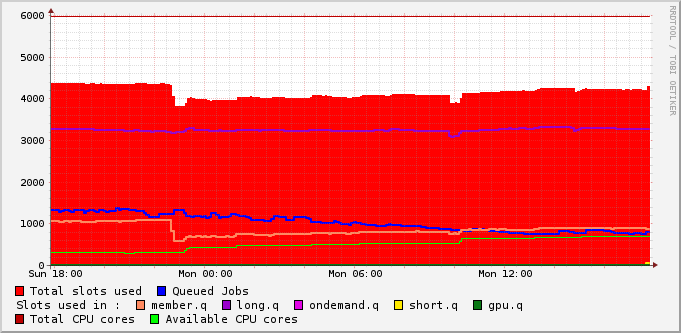 6000
5000
4000
3000
2000
1000
0
Sun 18:00 Mon 00:00 Mon 06:00 Mon 12:00
Total slots used Queued Jobs
Slots used in : member.q long.q ondemand.q short.q gpu.q
Total CPU cores Available CPU cores
RRDTOOL / TOBI OETIKER